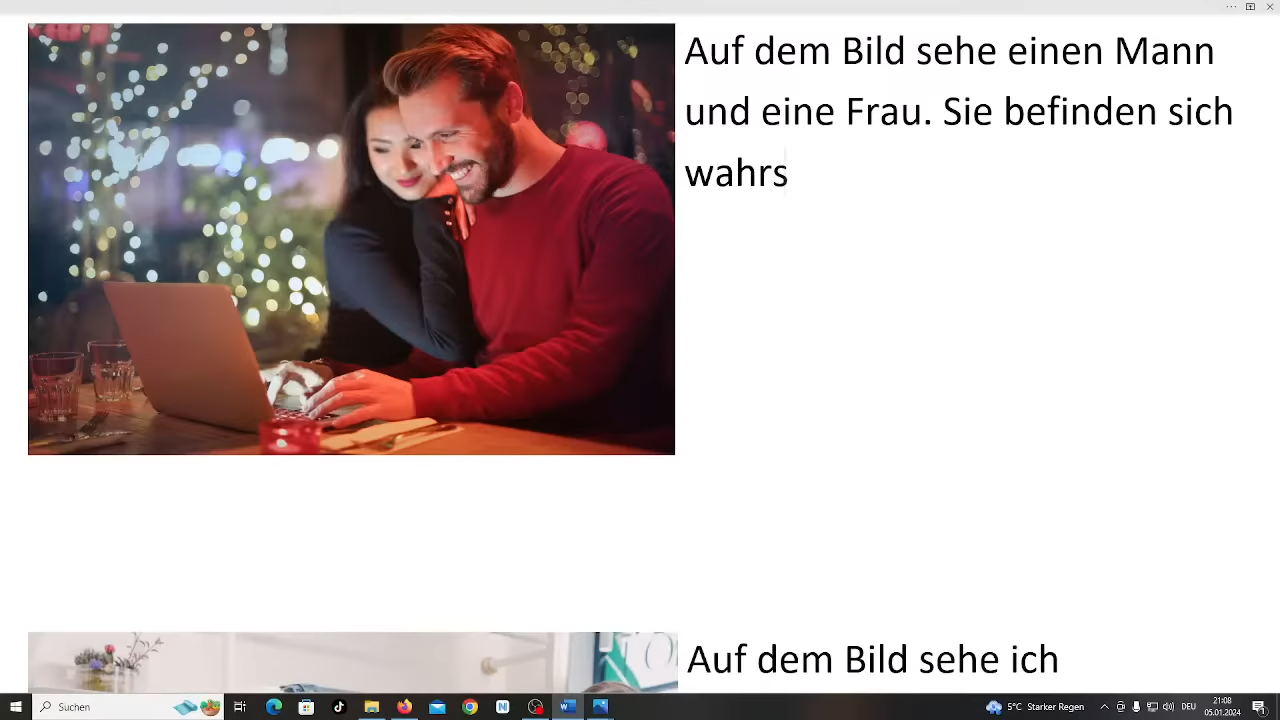 Auf dem Bild sehe einen Mann
und eine Frau. Sie befinden sich
wahrs
Auf dem Bild sehe ich
Suchen
5°C Starker Regen
DEU
21:08
05.01.2024